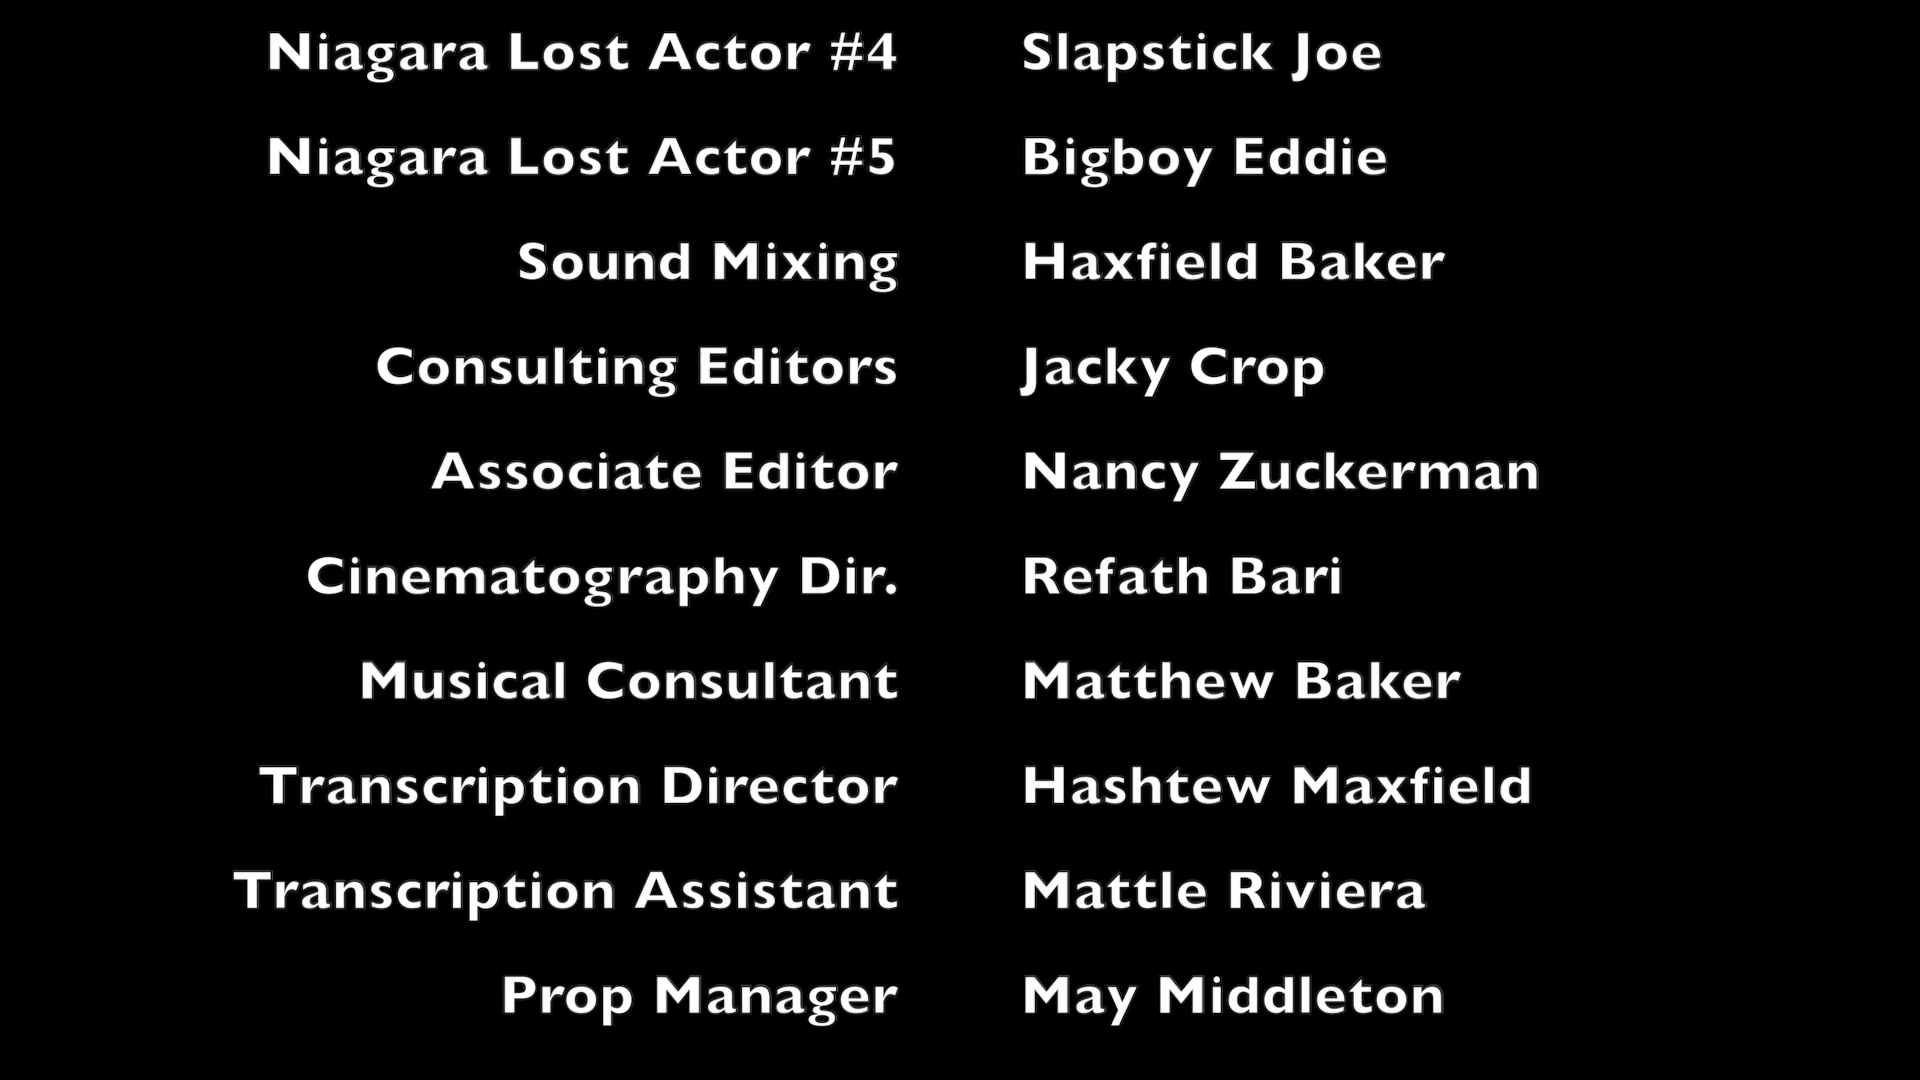 Niagara Lost Actor #4 Slapstick Joe
Niagara Lost Actor #5 Bigboy Eddie
Sound Mixing Haxfield Baker
Consulting Editors Jacky Crop
Associate Editor Nancy Zuckerman
Cinematography Dir. Refath Bari
Musical Consultant Matthew Baker
Transcription Director Hashtew Maxfield
Transcription Assistant Mattle Riviera
Prop Manager May Middleton